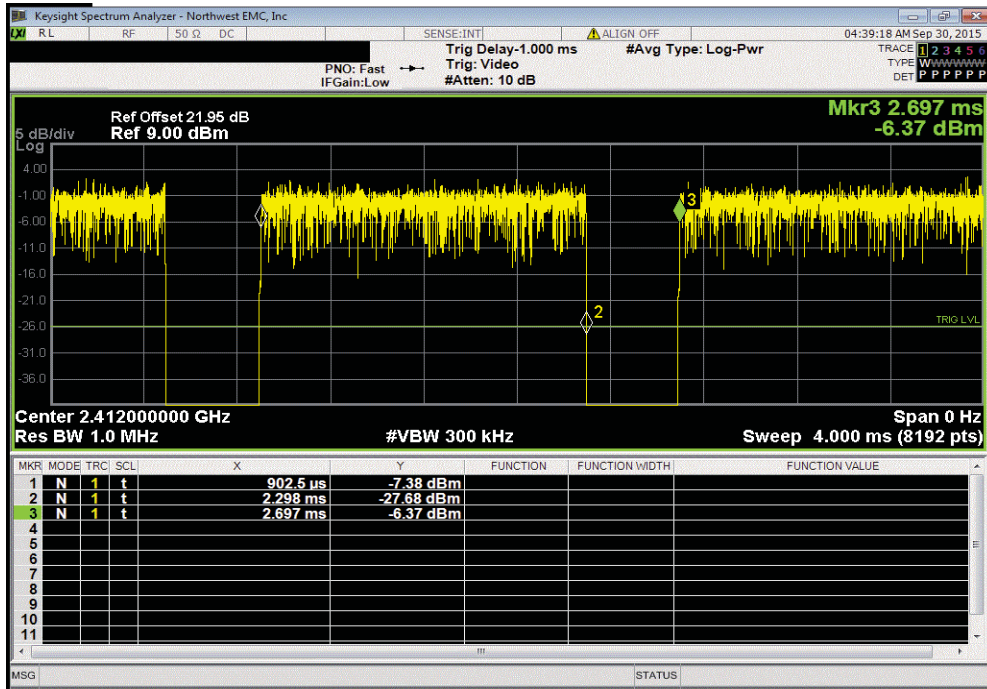 Keysight Spectrum Analyzer - Northwest EMC, Inc
LXI RL RF 50 Ω DC SENSE:INT ALIGN OFF 04:39:18 AM Sep 30, 2015
Trig Delay-1.000 ms #Avg Type: Log-Pwr TRACE 1 2 3 4 5 6
PNO: Fast Trig: Video TYPE WWWWWW
IFGain:Low #Atten: 10 dB DET P P P P P P
Mkr3 2.697 ms
-6.37 dBm
Ref Offset 21.95 dB
5 dB/div Ref 9.00 dBm
Log
4.00
-1.00
-6.00
-11.0
-16.0
-21.0
-26.0
-31.0
-36.0
3
2
TRIG LVL
Center 2.412000000 GHz Span 0 Hz
Res BW 1.0 MHz #VBW 300 kHz Sweep 4.000 ms (8192 pts)
MKR MODE TRC SCL X Y FUNCTION FUNCTION WIDTH FUNCTION VALUE
1 N 1 t 902.5 µs -7.38 dBm
2 N 1 t 2.298 ms -27.68 dBm
3 N 1 t 2.697 ms -6.37 dBm
4
5
6
7
8
9
10
11
MSG STATUS